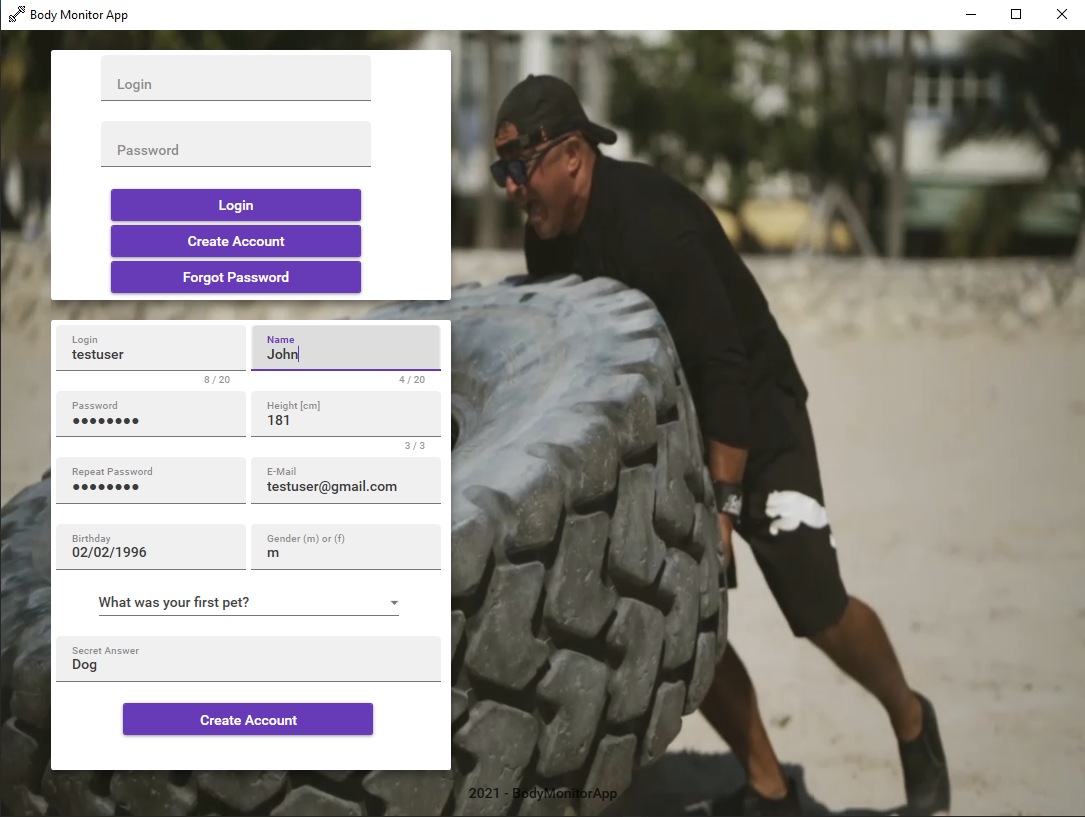 Body Monitor App
Login
Password
Login
Create Account
Forgot Password
Login
testuser
8 / 20
Name
John
4 / 20
Password
●●●●●●●●
Height [cm]
181
3 / 3
Repeat Password
●●●●●●●●
E-Mail
testuser@gmail.com
Birthday
02/02/1996
Gender (m) or (f)
m
What was your first pet?
Secret Answer
Dog
Create Account
2021 - BodyMonitorApp